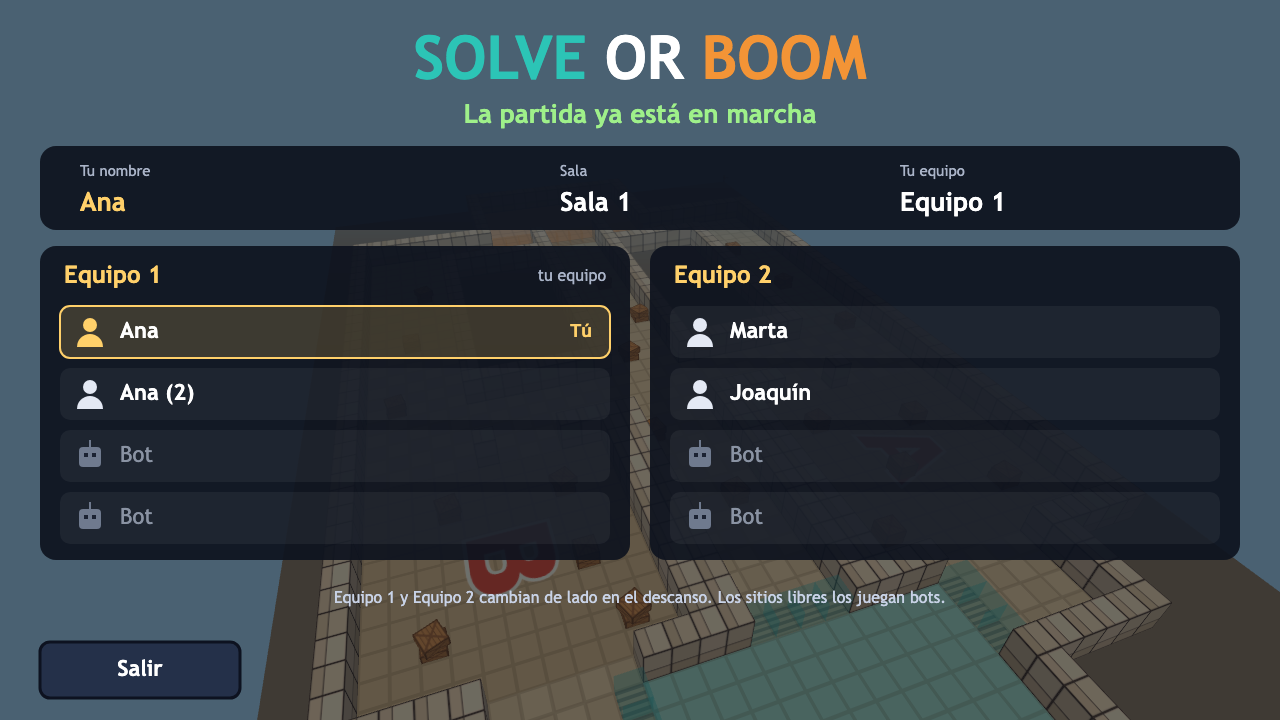 SOLVE OR BOOM
La partida ya está en marcha
Tu nombre
Ana
Sala
Sala 1
Tu equipo
Equipo 1
Equipo 1
tu equipo
Ana
Tú
Ana (2)
Bot
Bot
Equipo 2
Marta
Joaquín
Bot
Bot
A
B
Equipo 1 y Equipo 2 cambian de lado en el descanso. Los sitios libres los juegan bots.
Salir